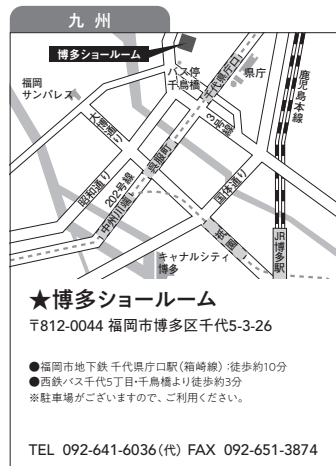 九州
博多ショールーム
バス停
千鳥橋
千代県庁口
県庁
鹿児島本線
福岡
サンパレス
大博通り
3号線
呉服町
昭和通り
202号線
中州川端
国体通り
祇園
キャナルシティ
博多
JR博多駅
★博多ショールーム
〒812-0044 福岡市博多区千代5-3-26
●福岡市地下鉄 千代県庁口駅(箱崎線):徒歩約10分
●西鉄バス千代5丁目・千鳥橋より徒歩約3分
※駐車場がございますので、ご利用ください。
TEL 092-641-6036(代) FAX 092-651-3874